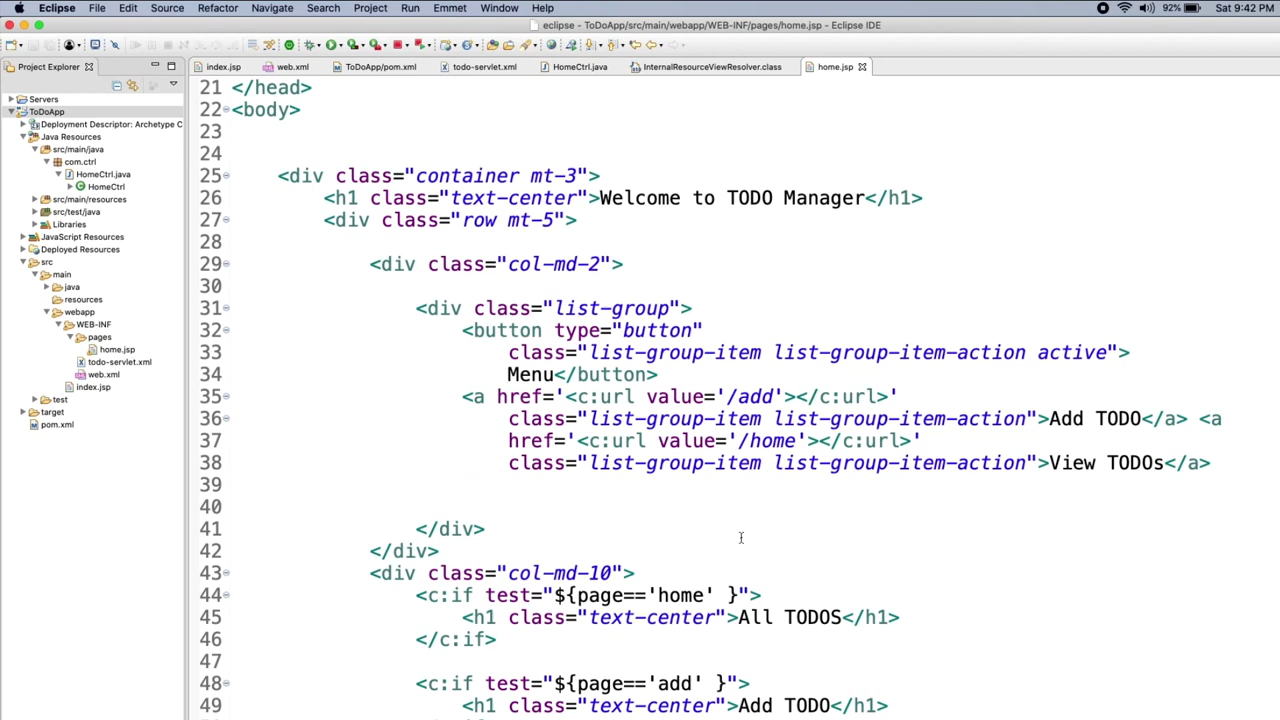 Eclipse File Edit Source Refactor Navigate Search Project Run Emmet Window Help 92% Sat 9:42 PM
eclipse - ToDoApp/src/main/webapp/WEB-INF/pages/home.jsp - Eclipse IDE
Project Explorer
index.jsp web.xml ToDoApp/pom.xml todo-servlet.xml HomeCtrl.java InternalResourceViewResolver.class home.jsp
Servers
ToDoApp
Deployment Descriptor: Archetype C
Java Resources
src/main/java
com.ctrl
HomeCtrl.java
HomeCtrl
src/main/resources
src/test/java
Libraries
JavaScript Resources
Deployed Resources
src
main
java
resources
webapp
WEB-INF
pages
home.jsp
todo-servlet.xml
web.xml
index.jsp
test
target
pom.xml
21 </head>
22 <body>
23
24
25 <div class="container mt-3">
26 <h1 class="text-center">Welcome to TODO Manager</h1>
27 <div class="row mt-5">
28
29 <div class="col-md-2">
30
31 <div class="list-group">
32 <button type="button"
33 class="list-group-item list-group-item-action active">
34 Menu</button>
35 <a href='<c:url value='/add'></c:url>'
36 class="list-group-item list-group-item-action">Add TODO</a> <a
37 href='<c:url value='/home'></c:url>'
38 class="list-group-item list-group-item-action">View TODOs</a>
39
40
41 </div>
42 </div>
43 <div class="col-md-10">
44 <c:if test="${page=='home' }">
45 <h1 class="text-center">All TODOS</h1>
46 </c:if>
47
48 <c:if test="${page=='add' }">
49 <h1 class="text-center">Add TODO</h1>